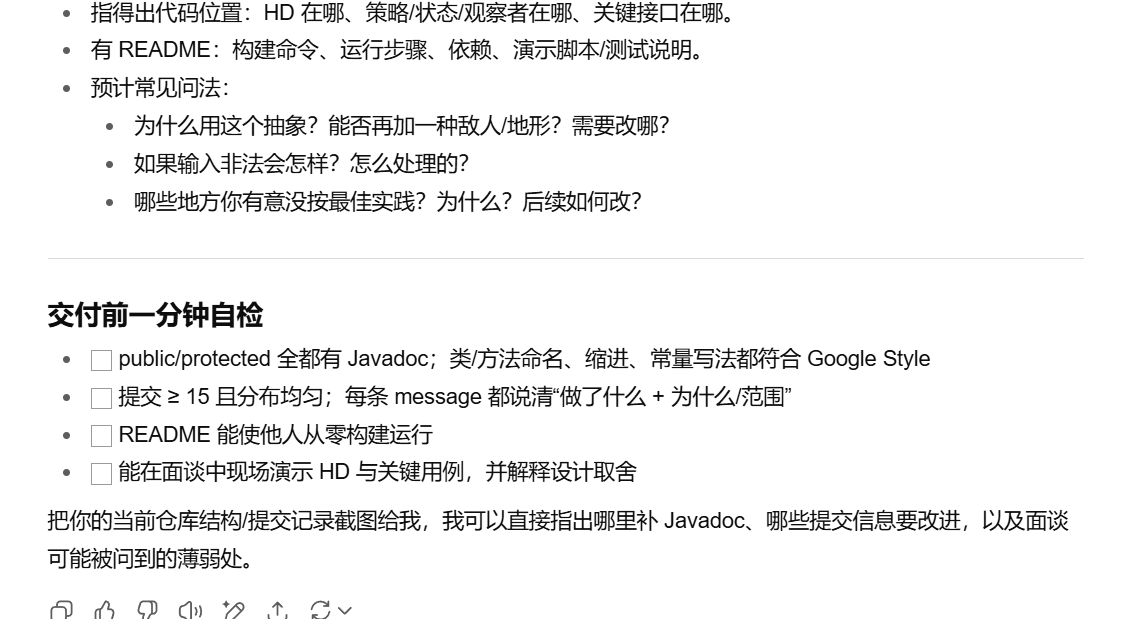 指得出代码位置：HD 在哪、策略/状态/观察者在哪、关键接口在哪。
有 README：构建命令、运行步骤、依赖、演示脚本/测试说明。
预计常见问法：
为什么用这个抽象？能否再加一种敌人/地形？需要改哪？
如果输入非法会怎样？怎么处理的？
哪些地方你有意没按最佳实践？为什么？后续如何改？
交付前一分钟自检
public/protected 全都有 Javadoc；类/方法命名、缩进、常量写法都符合 Google Style
提交 ≥ 15 且分布均匀；每条 message 都说清“做了什么 + 为什么/范围”
README 能使他人从零构建运行
能在面谈中现场演示 HD 与关键用例，并解释设计取舍
把你的当前仓库结构/提交记录截图给我，我可以直接指出哪里补 Javadoc、哪些提交信息要改进，以及面谈
可能被问到的薄弱处。